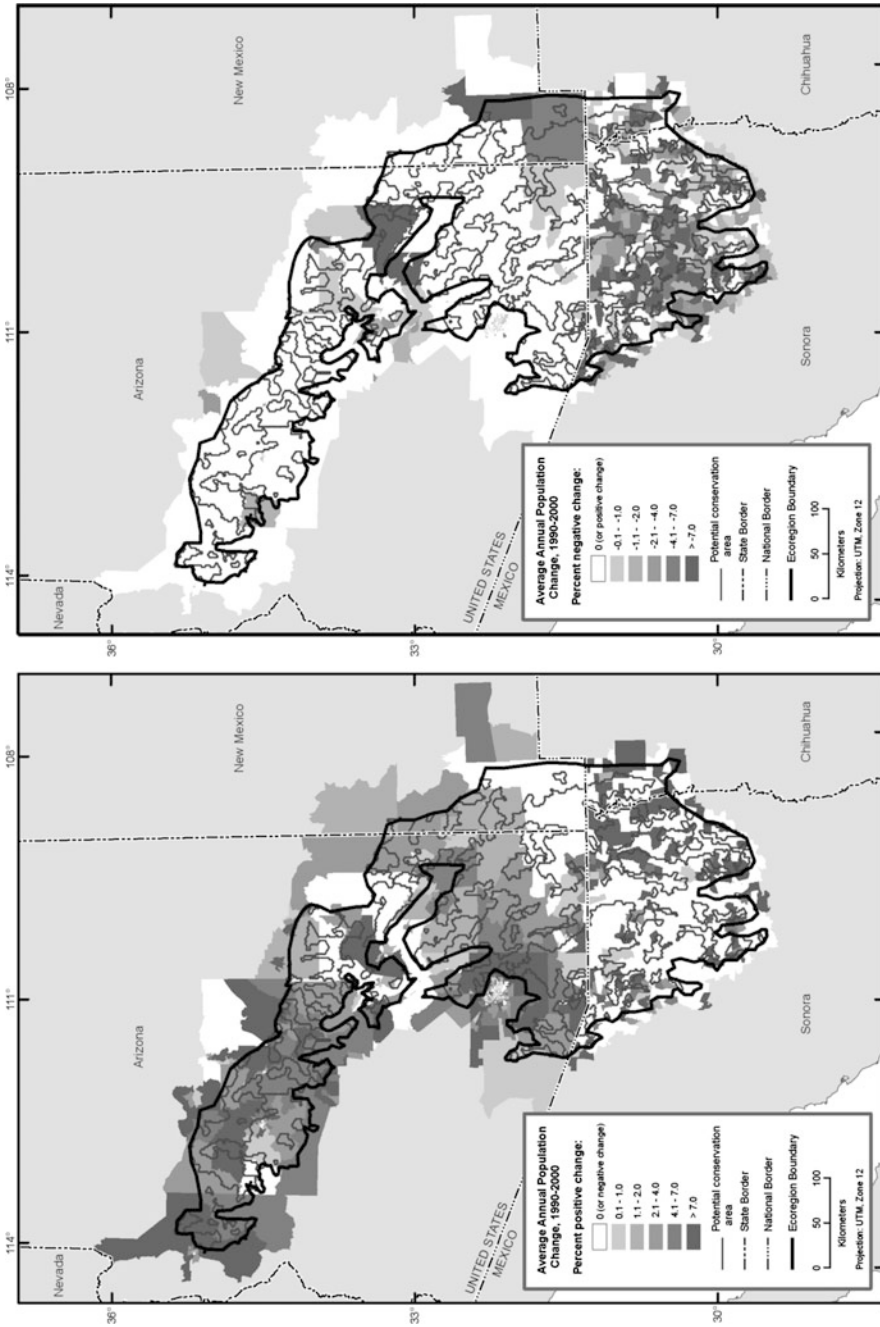 114°
111°
108°
36°
33°
30°
Nevada
Arizona
New Mexico
UNITED STATES
MEXICO
Sonora
Chihuahua
Average Annual Population
Change, 1990-2000
Percent positive change:
0 (or negative change)
0.1 - 1.0
1.1 - 2.0
2.1 - 4.0
4.1 - 7.0
> 7.0
Potential conservation
area
State Border
National Border
Ecoregion Boundary
0 50 100
Kilometers
Projection: UTM, Zone 12
114°
111°
108°
36°
33°
30°
Nevada
Arizona
New Mexico
UNITED STATES
MEXICO
Sonora
Chihuahua
Average Annual Population
Change, 1990-2000
Percent negative change:
0 (or positive change)
-0.1 - -1.0
-1.1 - -2.0
-2.1 - -4.0
-4.1 - -7.0
> -7.0
Potential conservation
area
State Border
National Border
Ecoregion Boundary
0 50 100
Kilometers
Projection: UTM, Zone 12